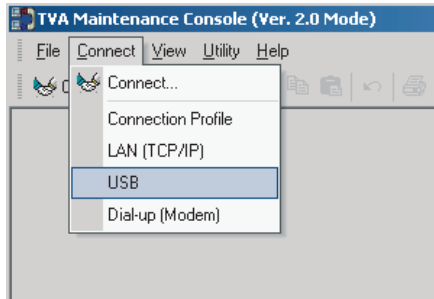 TVA Maintenance Console (Ver. 2.0 Mode)
File Connect View Utility Help
Connect...
Connection Profile
LAN (TCP/IP)
USB
Dial-up (Modem)